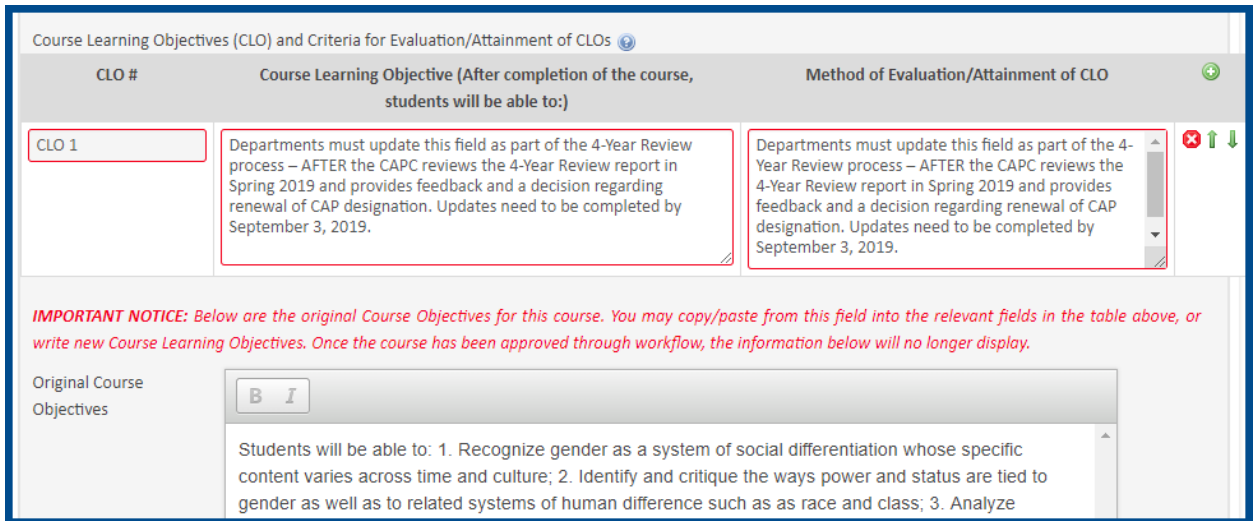 Course Learning Objectives (CLO) and Criteria for Evaluation/Attainment of CLOs
CLO #
Course Learning Objective (After completion of the course,
students will be able to:)
Method of Evaluation/Attainment of CLO
CLO 1
Departments must update this field as part of the 4-Year Review
process – AFTER the CAPC reviews the 4-Year Review report in
Spring 2019 and provides feedback and a decision regarding
renewal of CAP designation. Updates need to be completed by
September 3, 2019.
Departments must update this field as part of the 4-
Year Review process – AFTER the CAPC reviews the
4-Year Review report in Spring 2019 and provides
feedback and a decision regarding renewal of CAP
designation. Updates need to be completed by
September 3, 2019.
IMPORTANT NOTICE: Below are the original Course Objectives for this course. You may copy/paste from this field into the relevant fields in the table above, or
write new Course Learning Objectives. Once the course has been approved through workflow, the information below will no longer display.
Original Course
Objectives
B I
Students will be able to: 1. Recognize gender as a system of social differentiation whose specific
content varies across time and culture; 2. Identify and critique the ways power and status are tied to
gender as well as to related systems of human difference such as as race and class; 3. Analyze